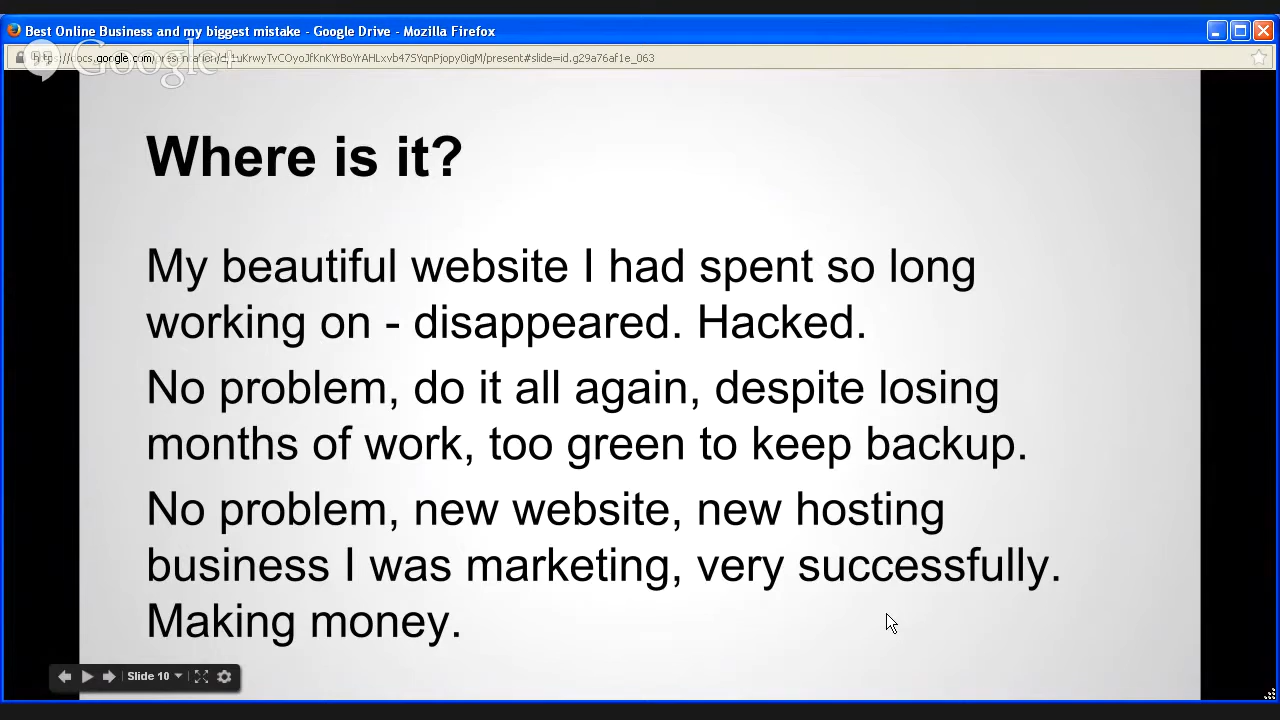 Best Online Business and my biggest mistake - Google Drive - Mozilla Firefox
Google+
Where is it?
My beautiful website I had spent so long
working on - disappeared. Hacked.
No problem, do it all again, despite losing
months of work, too green to keep backup.
No problem, new website, new hosting
business I was marketing, very successfully.
Making money.
Slide 10